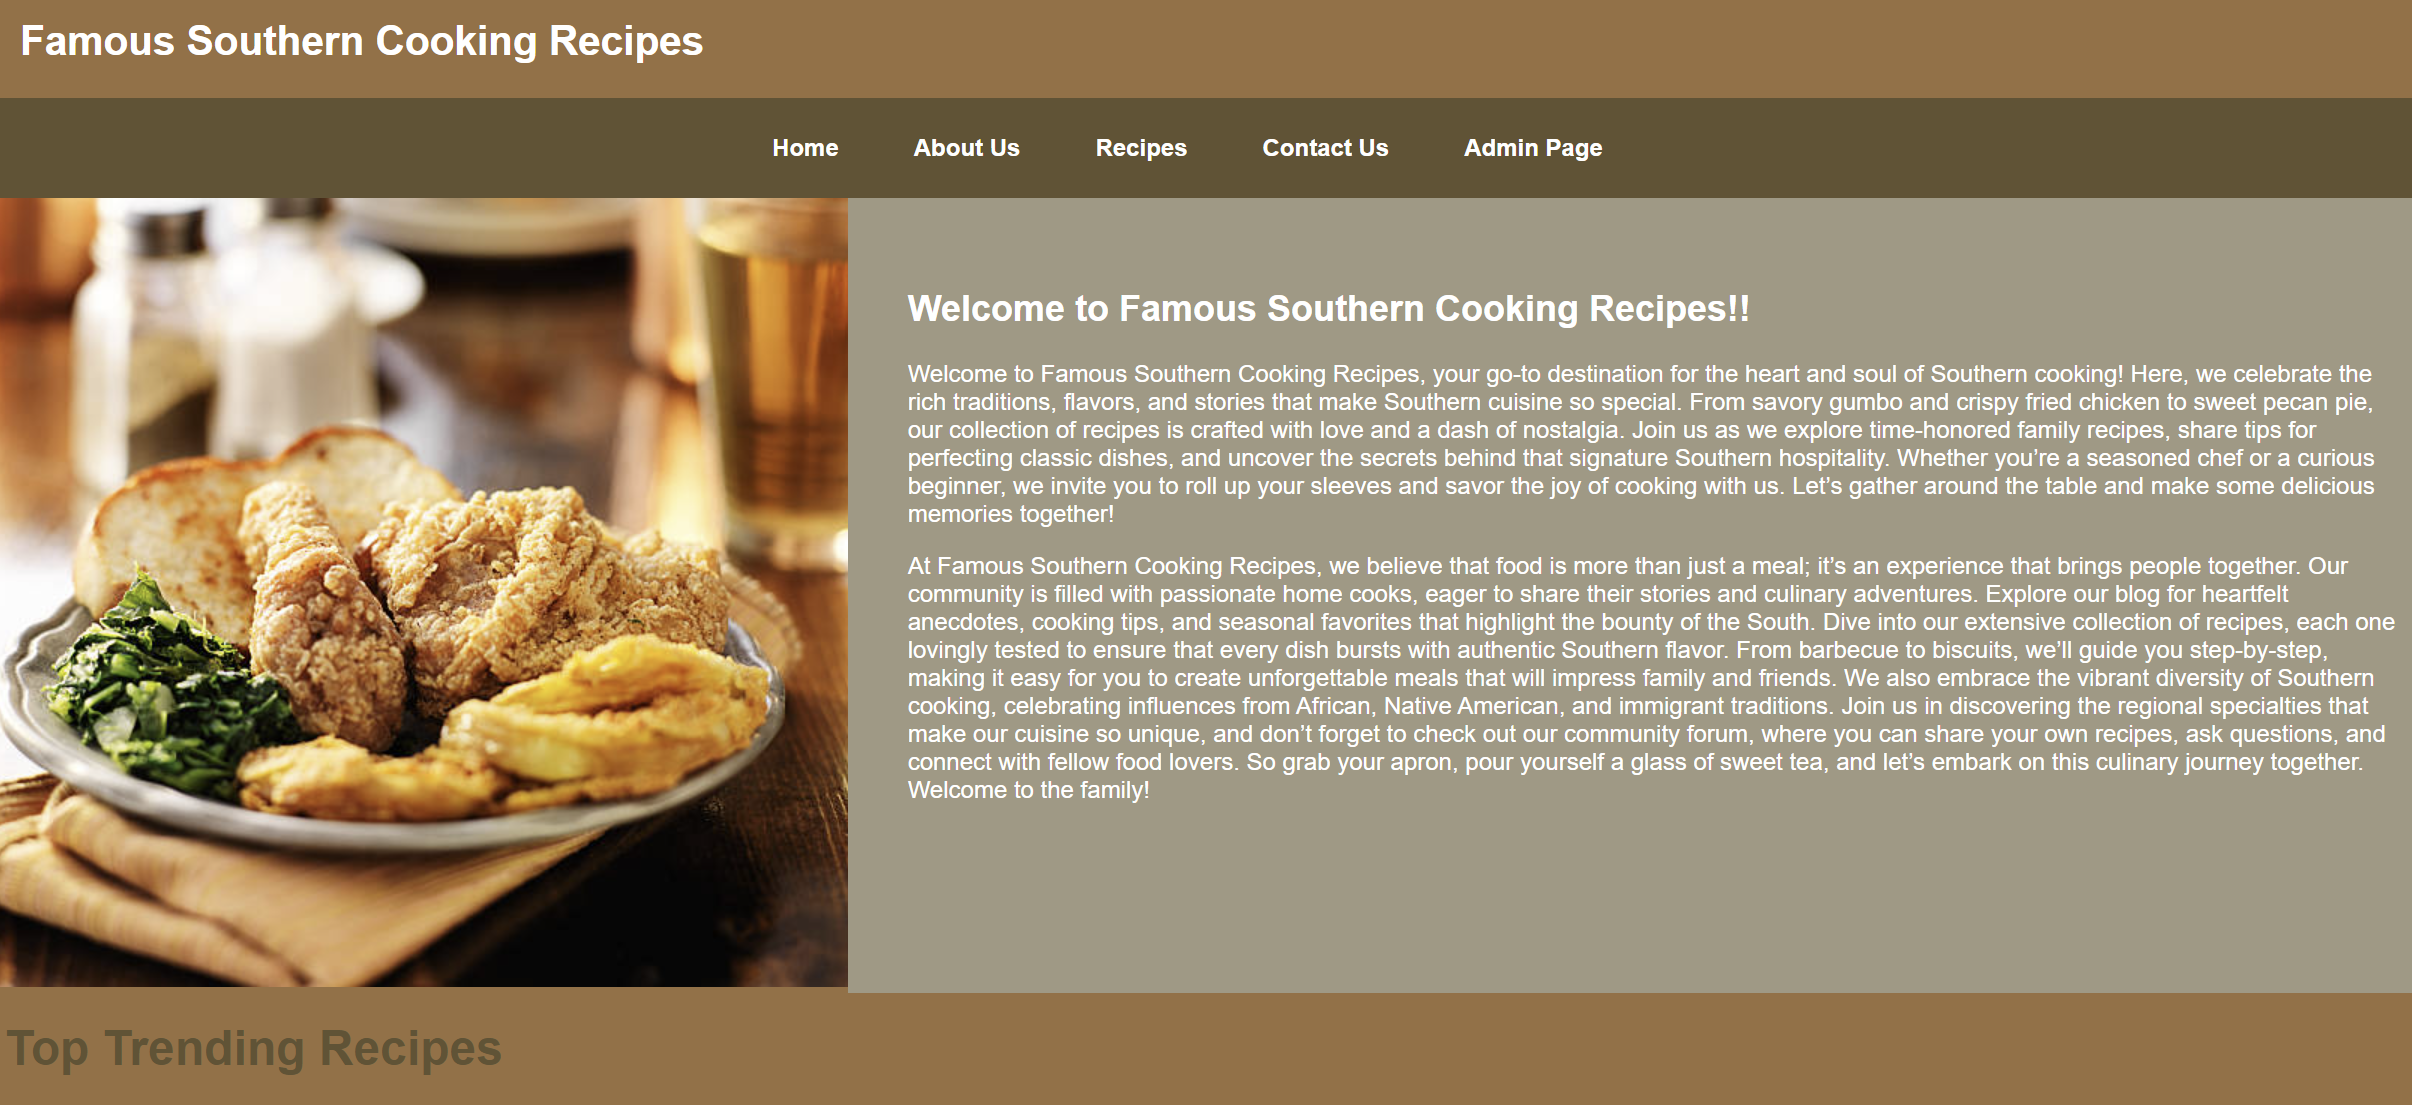 Famous Southern Cooking Recipes
Home About Us Recipes Contact Us Admin Page
Welcome to Famous Southern Cooking Recipes!!
Welcome to Famous Southern Cooking Recipes, your go-to destination for the heart and soul of Southern cooking! Here, we celebrate the
rich traditions, flavors, and stories that make Southern cuisine so special. From savory gumbo and crispy fried chicken to sweet pecan pie,
our collection of recipes is crafted with love and a dash of nostalgia. Join us as we explore time-honored family recipes, share tips for
perfecting classic dishes, and uncover the secrets behind that signature Southern hospitality. Whether you’re a seasoned chef or a curious
beginner, we invite you to roll up your sleeves and savor the joy of cooking with us. Let’s gather around the table and make some delicious
memories together!
At Famous Southern Cooking Recipes, we believe that food is more than just a meal; it’s an experience that brings people together. Our
community is filled with passionate home cooks, eager to share their stories and culinary adventures. Explore our blog for heartfelt
anecdotes, cooking tips, and seasonal favorites that highlight the bounty of the South. Dive into our extensive collection of recipes, each one
lovingly tested to ensure that every dish bursts with authentic Southern flavor. From barbecue to biscuits, we’ll guide you step-by-step,
making it easy for you to create unforgettable meals that will impress family and friends. We also embrace the vibrant diversity of Southern
cooking, celebrating influences from African, Native American, and immigrant traditions. Join us in discovering the regional specialties that
make our cuisine so unique, and don’t forget to check out our community forum, where you can share your own recipes, ask questions, and
connect with fellow food lovers. So grab your apron, pour yourself a glass of sweet tea, and let’s embark on this culinary journey together.
Welcome to the family!
Top Trending Recipes